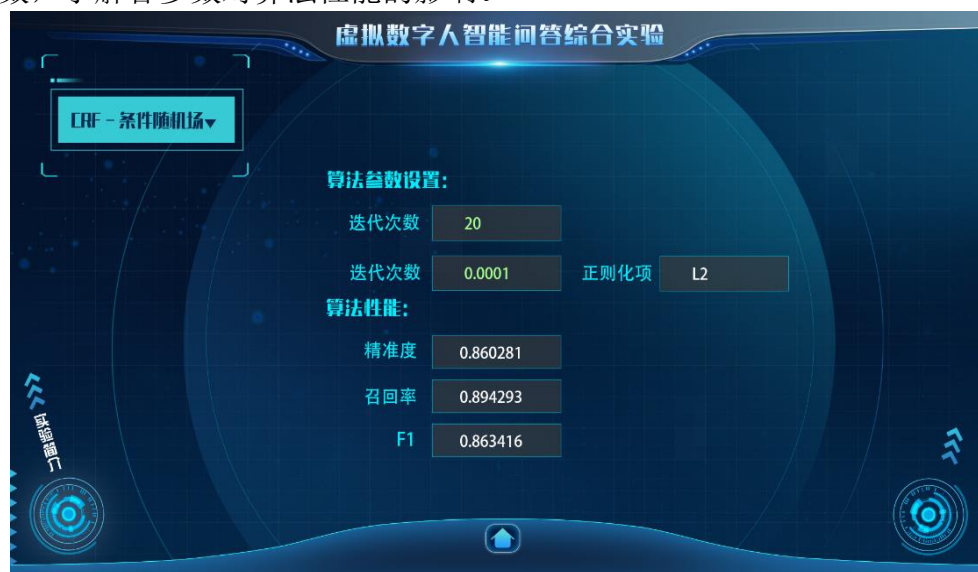 数，了解各参数对算法性能的影响。
虚拟数字人智能问答综合实验
CRF-条件随机场▼
算法参数设置：
迭代次数 20
迭代次数 0.0001 正则化项 L2
算法性能：
精准度 0.860281
召回率 0.894293
F1 0.863416
实验简介